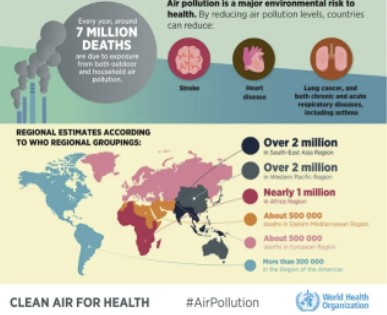 Every year, around
7 MILLION
DEATHS
are due to exposure
from both outdoor
and household air
pollution.
Air pollution is a major environmental risk to
health. By reducing air pollution levels, countries
can reduce:
Stroke
Heart
disease
Lung cancer, and
both chronic and acute
respiratory diseases,
including asthma
REGIONAL ESTIMATES ACCORDING
TO WHO REGIONAL GROUPINGS:
Over 2 million
in South-East Asia Region
Over 2 million
in Western Pacific Region
Nearly 1 million
in Africa Region
About 500 000
deaths in Eastern Mediterranean Region
About 500 000
deaths in European Region
More than 300 000
in the Region of the Americas
CLEAN AIR FOR HEALTH
#AirPollution
World Health
Organization